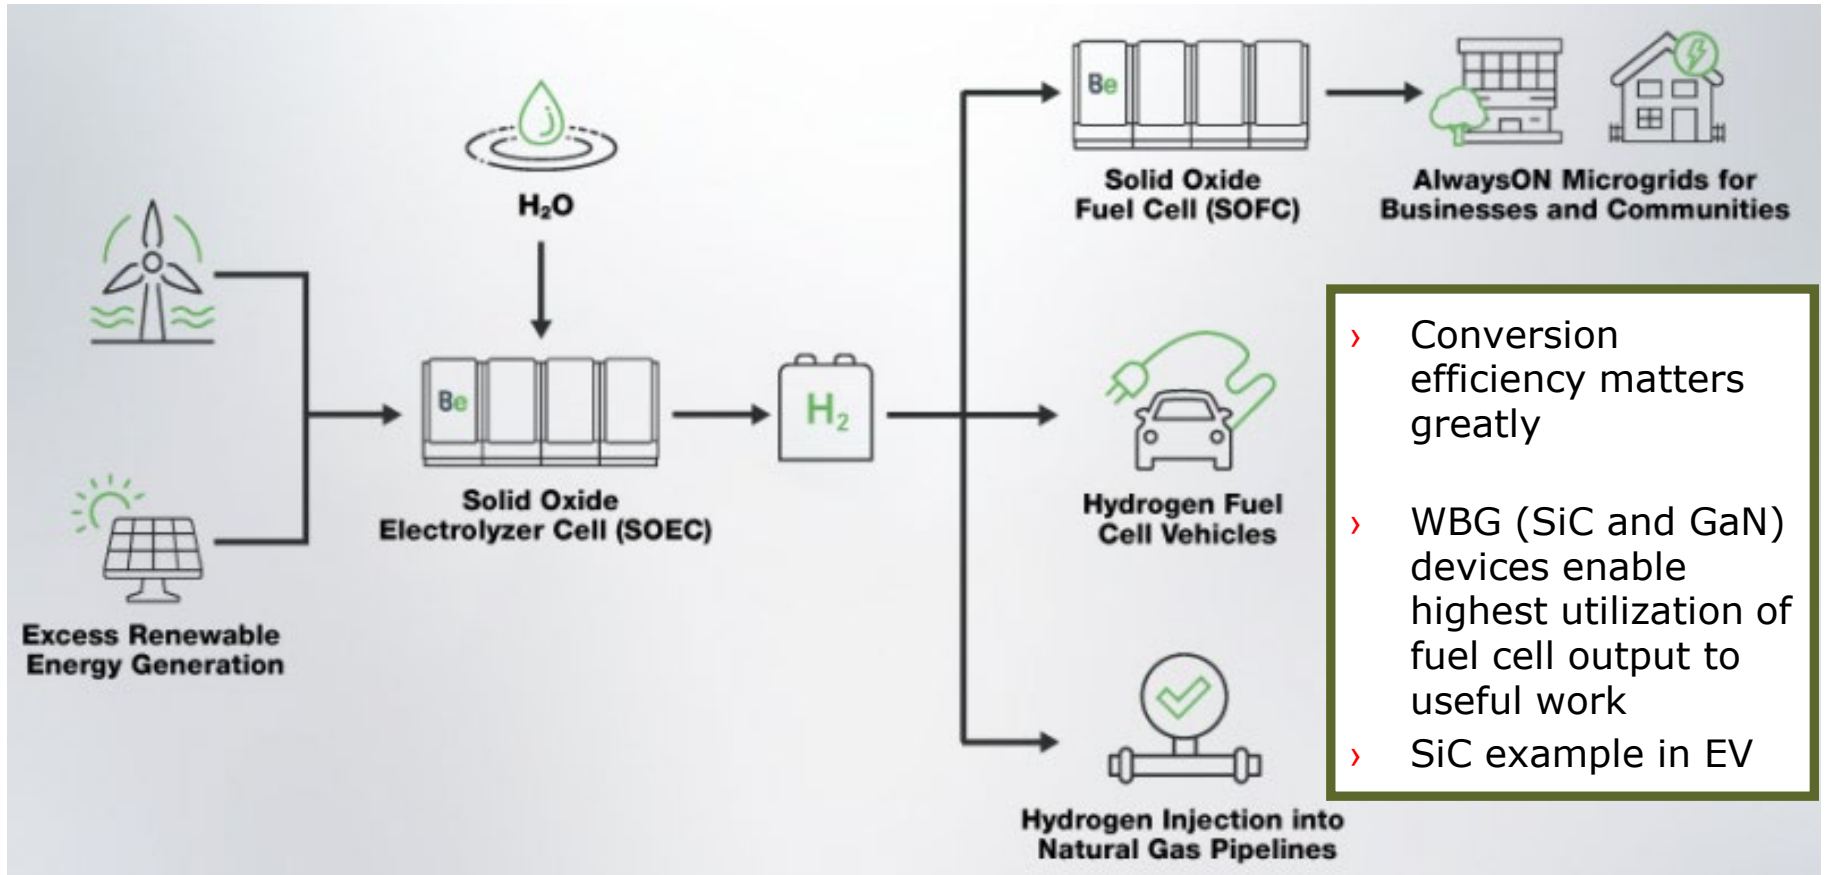 H₂O
Excess Renewable
Energy Generation
Be
Solid Oxide
Electrolyzer Cell (SOEC)
H₂
Be
Solid Oxide
Fuel Cell (SOFC)
AlwaysON Microgrids for
Businesses and Communities
Hydrogen Fuel
Cell Vehicles
Hydrogen Injection into
Natural Gas Pipelines
› Conversion
efficiency matters
greatly
› WBG (SiC and GaN)
devices enable
highest utilization of
fuel cell output to
useful work
› SiC example in EV